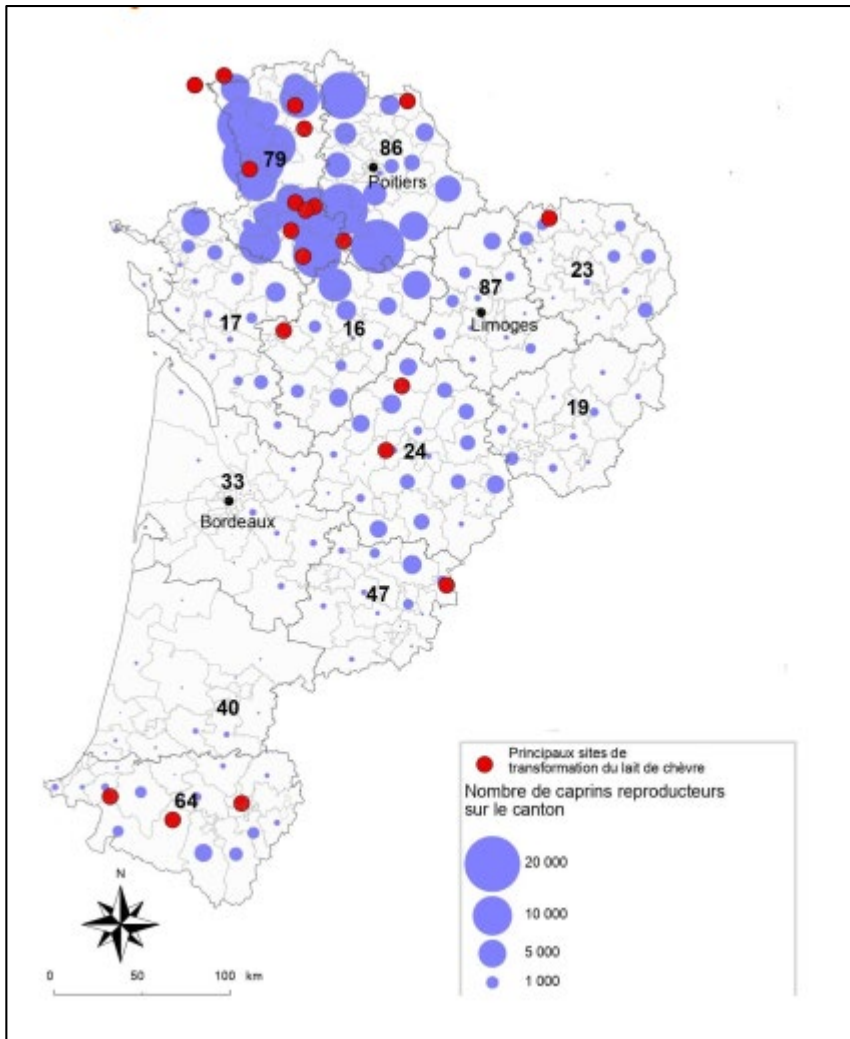 79
86
Poitiers
23
87
17
16
Limoges
19
24
33
Bordeaux
47
40
64
Principaux sites de
transformation du lait de chèvre
Nombre de caprins reproducteurs
sur le canton
20 000
10 000
5 000
1 000
N
0 50 100 km